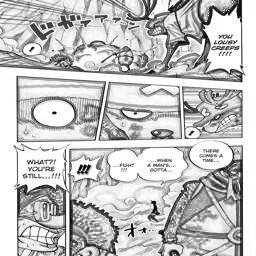 YOU
LOUSY
CREEPS
!!!!
WHAT?!
YOU'RE
STILL...!!!
!!!
THERE
COMES A
TIME...
...WHEN
A MAN'S
GOTTA...
...FIGHT
!!!